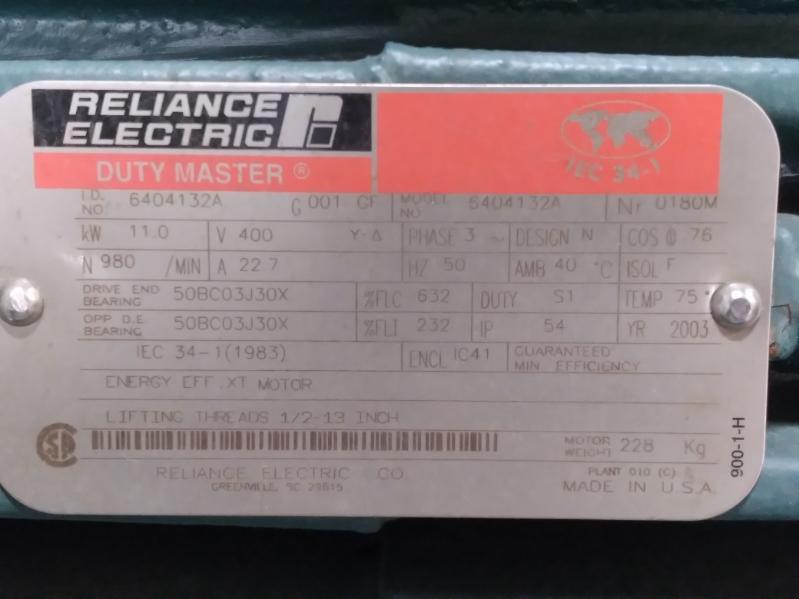 RELIANCE
ELECTRIC
DUTY MASTER ®
IEC 34-1
I.D. NO. 6404132A G 001 GF MODEL NO 6404132A Nr 0180M
kW 11.0 V 400 Y-Δ PHASE 3 ~ DESIGN N COS Φ 76
N 980 /MIN A 22.7 HZ 50 AMB 40 °C ISOL F
DRIVE END BEARING 50BC03J30X %FLC 632 DUTY S1 TEMP 75°
OPP D.E BEARING 50BC03J30X %FLT 232 IP 54 YR 2003
IEC 34-1(1983) ENCL IC41 GUARANTEED MIN. EFFICIENCY
ENERGY EFF.XT MOTOR
LIFTING THREADS 1/2-13 INCH
MOTOR WEIGHT 228 Kg
RELIANCE ELECTRIC CO
GREENVILLE, SC 29615
PLANT 010 (C)
MADE IN U.S.A
900-1-H